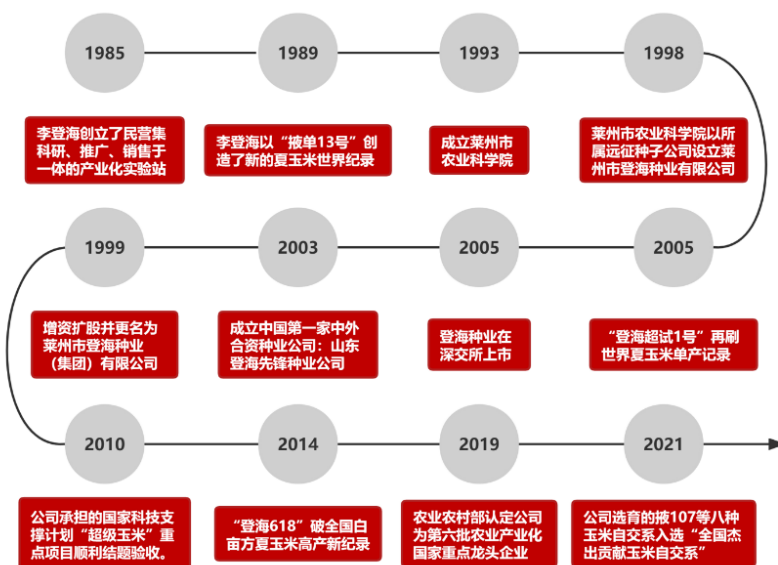 1985
1989
1993
1998
李登海创立了民营集
科研、推广、销售于
一体的产业化实验站
李登海以“掖单13号”创
造了新的夏玉米世界纪录
成立莱州市
农业科学院
莱州市农业科学院以所
属远征种子公司设立莱
州市登海种业有限公司
1999
2003
2005
2005
增资扩股并更名为
莱州市登海种业
（集团）有限公司
成立中国第一家中外
合资种业公司：山东
登海先锋种业公司
登海种业在
深交所上市
“登海超试1号”再刷
世界夏玉米单产记录
2010
2014
2019
2021
公司承担的国家科技支
撑计划“超级玉米”重
点项目顺利结题验收。
“登海618”破全国白
亩方夏玉米高产新纪录
农业农村部认定公司
为第六批农业产业化
国家重点龙头企业
公司选育的掖107等八种
玉米自交系入选“全国杰
出贡献玉米自交系”